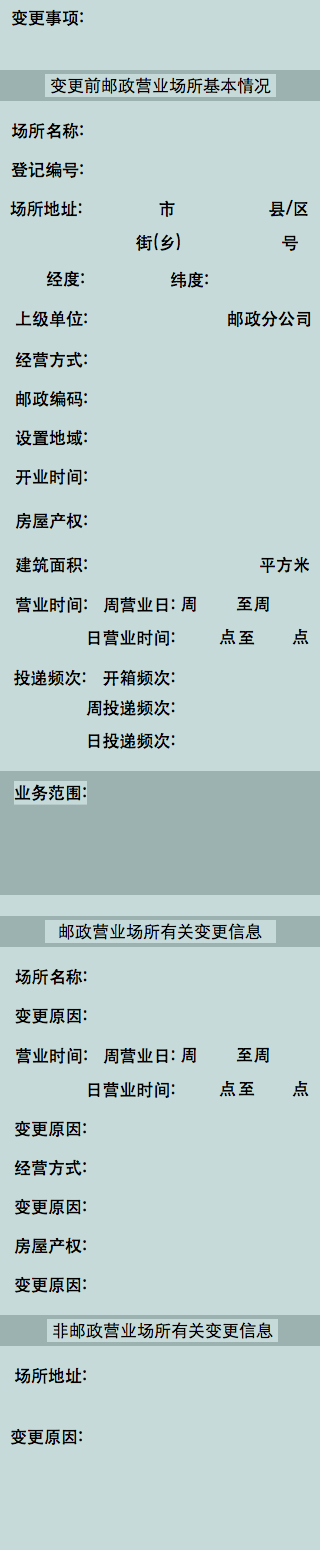 变更事项:
变更前邮政营业场所基本情况
场所名称:
登记编号:
场所地址: 市 县/区
街(乡) 号
经度: 纬度:
上级单位: 邮政分公司
经营方式:
邮政编码:
设置地域:
开业时间:
房屋产权:
建筑面积: 平方米
营业时间: 周营业日: 周 至周
日营业时间: 点至 点
投递频次: 开箱频次:
周投递频次:
日投递频次:
业务范围:
邮政营业场所有关变更信息
场所名称:
变更原因:
营业时间: 周营业日: 周 至周
日营业时间: 点至 点
变更原因:
经营方式:
变更原因:
房屋产权:
变更原因:
非邮政营业场所有关变更信息
场所地址:
变更原因: